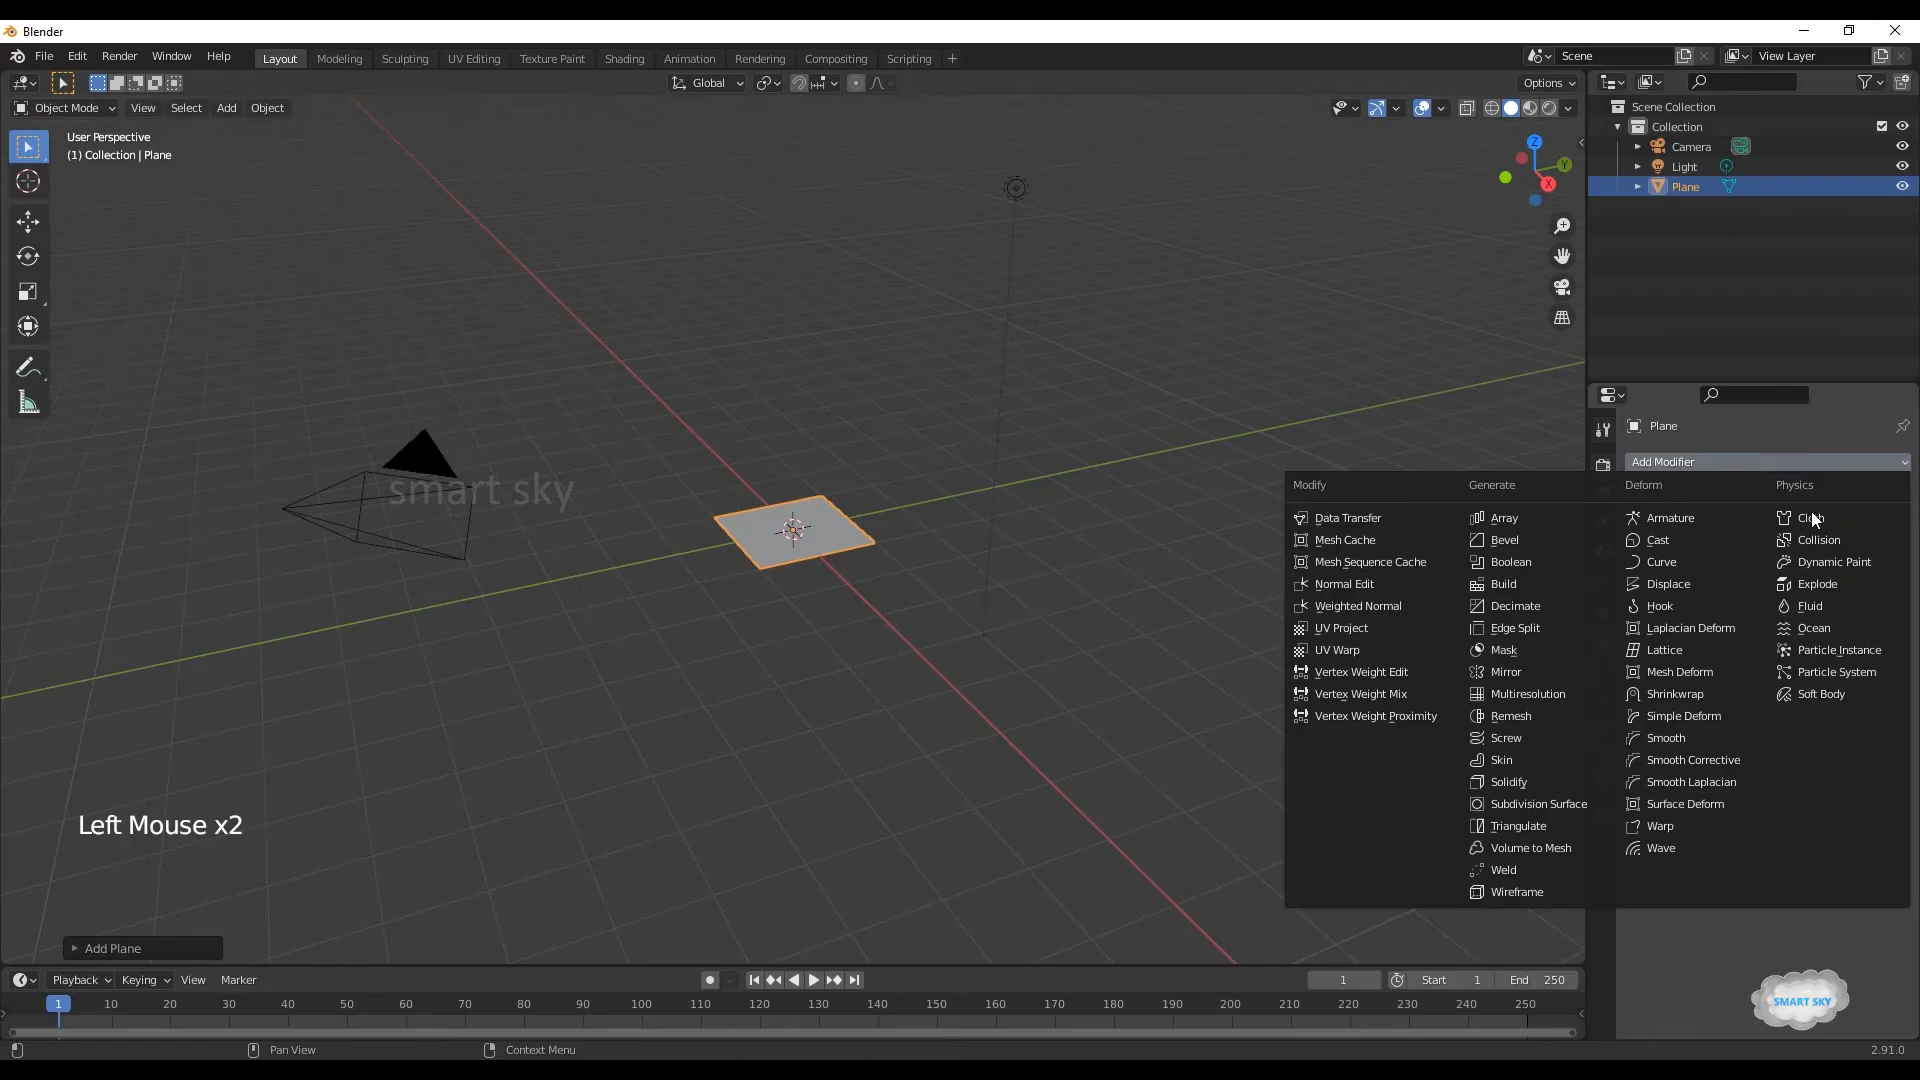 Blender
File Edit Render Window Help
Layout Modeling Sculpting UV Editing Texture Paint Shading Animation Rendering Compositing Scripting +
Scene
View Layer
Global
Options
Object Mode View Select Add Object
User Perspective
(1) Collection | Plane
Z
Y
X
Scene Collection
Collection
Camera
Light
Plane
Plane
Add Modifier
smart sky
Modify
Data Transfer
Mesh Cache
Mesh Sequence Cache
Normal Edit
Weighted Normal
UV Project
UV Warp
Vertex Weight Edit
Vertex Weight Mix
Vertex Weight Proximity
Generate
Array
Bevel
Boolean
Build
Decimate
Edge Split
Mask
Mirror
Multiresolution
Remesh
Screw
Skin
Solidify
Subdivision Surface
Triangulate
Volume to Mesh
Weld
Wireframe
Deform
Armature
Cast
Curve
Displace
Hook
Laplacian Deform
Lattice
Mesh Deform
Shrinkwrap
Simple Deform
Smooth
Smooth Corrective
Smooth Laplacian
Surface Deform
Warp
Wave
Physics
Cloth
Collision
Dynamic Paint
Explode
Fluid
Ocean
Particle Instance
Particle System
Soft Body
Left Mouse x2
Add Plane
Playback Keying View Marker
1
Start 1
End 250
1 10 20 30 40 50 60 70 80 90 100 110 120 130 140 150 160 170 180 190 200 210 220 230 240 250
SMART SKY
Pan View
Context Menu
2.91.0